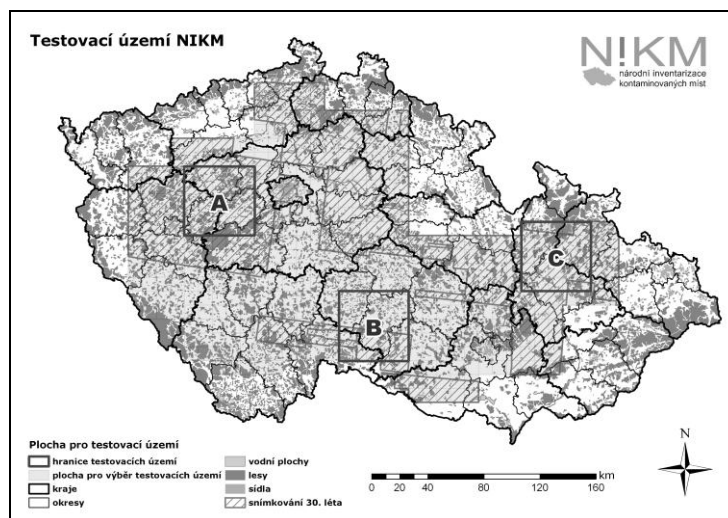 Testovací území NIKM
N!KM
národní inventarizace
kontaminovaných míst
A
B
C
Plocha pro testovací území
hranice testovacích území
plocha pro výběr testovacích území
kraje
okresy
vodní plochy
lesy
sídla
snímkování 30. léta
km
0 10 20 40 80 120 160
N